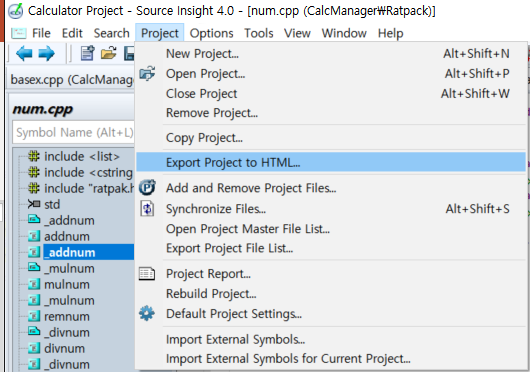 Calculator Project - Source Insight 4.0 - [num.cpp (CalcManager₩Ratpack)]
File Edit Search Project Options Tools View Window Help
New Project... Alt+Shift+N
Open Project... Alt+Shift+P
Close Project Alt+Shift+W
Remove Project...
Copy Project...
Export Project to HTML...
Add and Remove Project Files...
Synchronize Files... Alt+Shift+S
Open Project Master File List...
Export Project File List...
Project Report...
Rebuild Project...
Default Project Settings...
Import External Symbols...
Import External Symbols for Current Project...
basex.cpp (CalcManag
num.cpp
Symbol Name (Alt+L)
include <list>
include <cstring
include "ratpak.h
std
_addnum
addnum
_addnum
_mulnum
mulnum
_mulnum
remnum
_divnum
divnum
_divnum